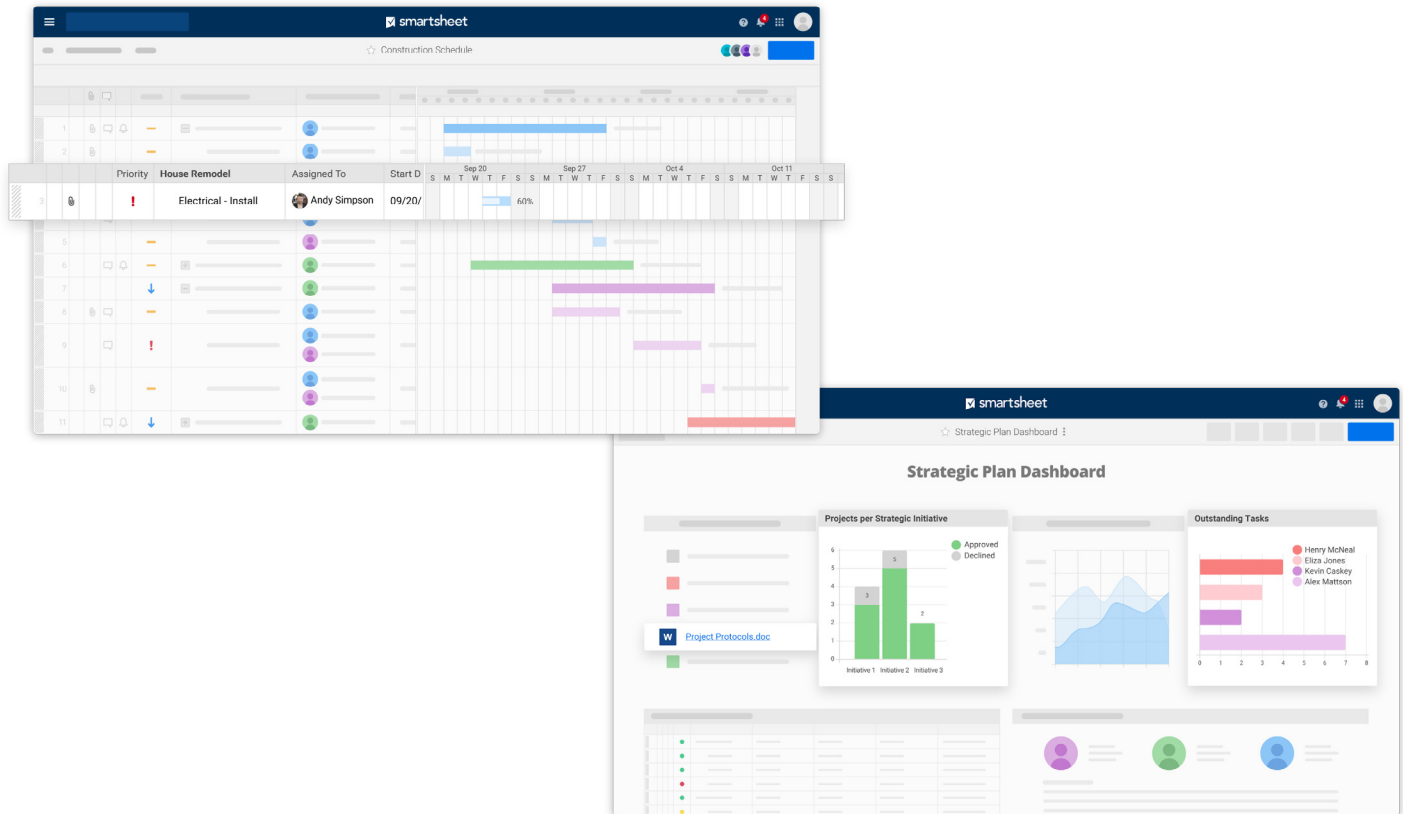 smartsheet
4
Construction Schedule
1
2
Priority House Remodel Assigned To Start D
Sep 20 Sep 27 Oct 4 Oct 11
S M T W T F S S M T W T F S S M T W T F S S M T W T F S S
3 ! Electrical - Install Andy Simpson 09/20/ 60%
5
6
7
8
9 !
10
11
smartsheet
4
Strategic Plan Dashboard
Strategic Plan Dashboard
Projects per Strategic Initiative
Approved
Declined
6
5
4
3
2
1
0
3
5
2
Initiative 1 Initiative 2 Initiative 3
W Project Protocols.doc
Outstanding Tasks
Henry McNeal
Eliza Jones
Kevin Caskey
Alex Mattson
0 1 2 3 4 5 6 7 8